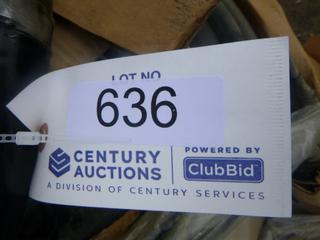 LOT NO
636
CENTURY
AUCTIONS
POWERED BY
ClubBid
A DIVISION OF CENTURY SERVICES